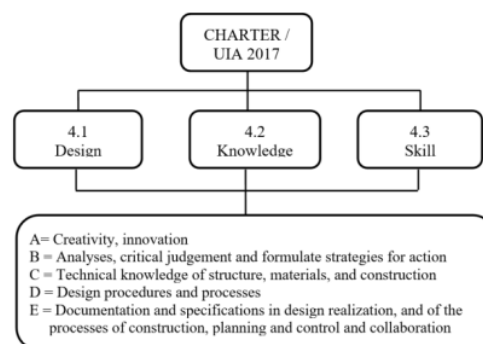 CHARTER /
UIA 2017
4.1
Design
4.2
Knowledge
4.3
Skill
A= Creativity, innovation
B = Analyses, critical judgement and formulate strategies for action
C = Technical knowledge of structure, materials, and construction
D = Design procedures and processes
E = Documentation and specifications in design realization, and of the
processes of construction, planning and control and collaboration